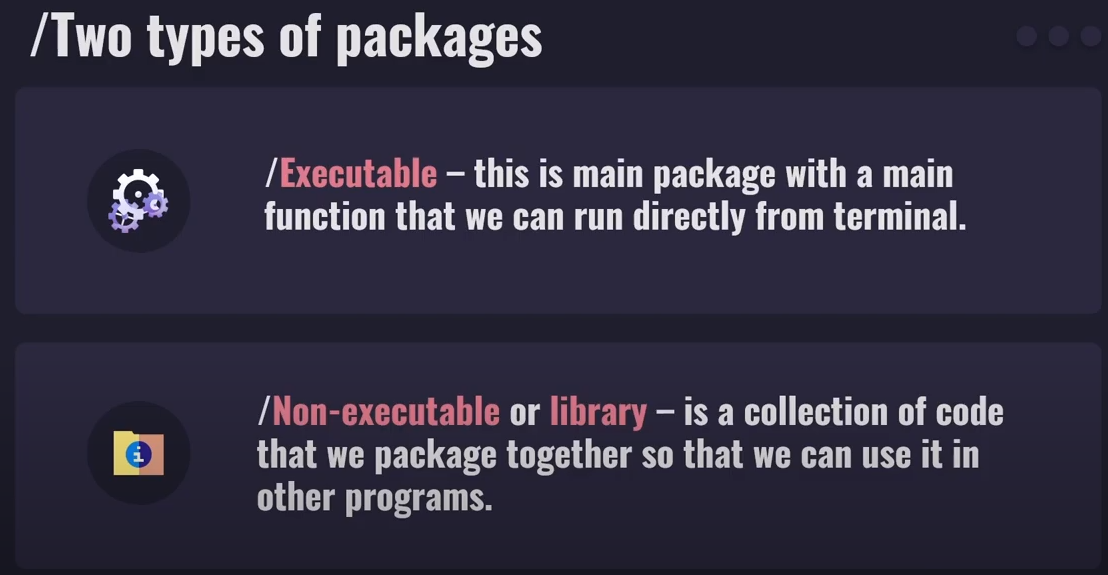 /Two types of packages
/Executable – this is main package with a main
function that we can run directly from terminal.
/Non-executable or library – is a collection of code
that we package together so that we can use it in
other programs.